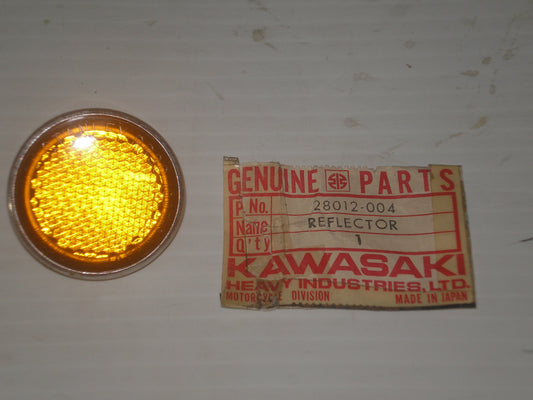 GENUINE PARTS
P. No. 28012-004
Name REFLECTOR
Q'ty 1
KAWASAKI
HEAVY INDUSTRIES, LTD.
MOTORCYCLE DIVISION MADE IN JAPAN